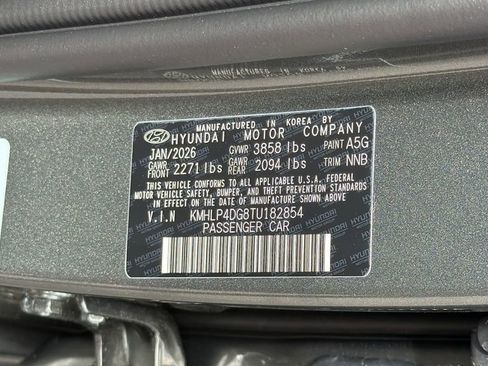 MANUFACTURED IN KOREA BY
HYUNDAI MOTOR COMPANY
JAN/2026 GVWR 3858 lbs PAINT A5G
GAWR FRONT 2271 lbs GAWR REAR 2094 lbs TRIM NNB
THIS VEHICLE CONFORMS TO ALL APPLICABLE U.S.A. FEDERAL
MOTOR VEHICLE SAFETY, BUMPER, AND THEFT PREVENTION
STANDARDS IN EFFECT ON THE DATE OF MANUFACTURE SHOWN ABOVE.
V.I.N KMHLP4DG8TU182854
PASSENGER CAR